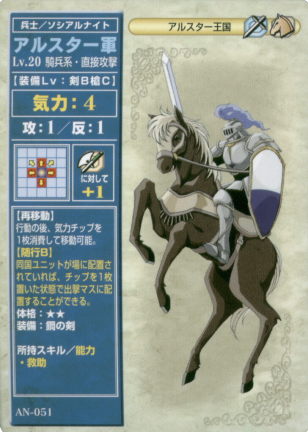 兵士／ソシアルナイト
アルスター軍
Lv.20 騎兵系・直接攻撃
【装備Lv：剣B槍C】
気力：4
攻：1／反：1
に対して
+1
【再移動】
行動の後、気力チップを
1枚消費して移動可能。
【随行B】
同国ユニットが場に配置
されていれば、チップを1枚
置いた状態で出撃マスに配
置することができる。
体格：★★
装備：鋼の剣
所持スキル／能力
・救助
AN-051
アルスター王国